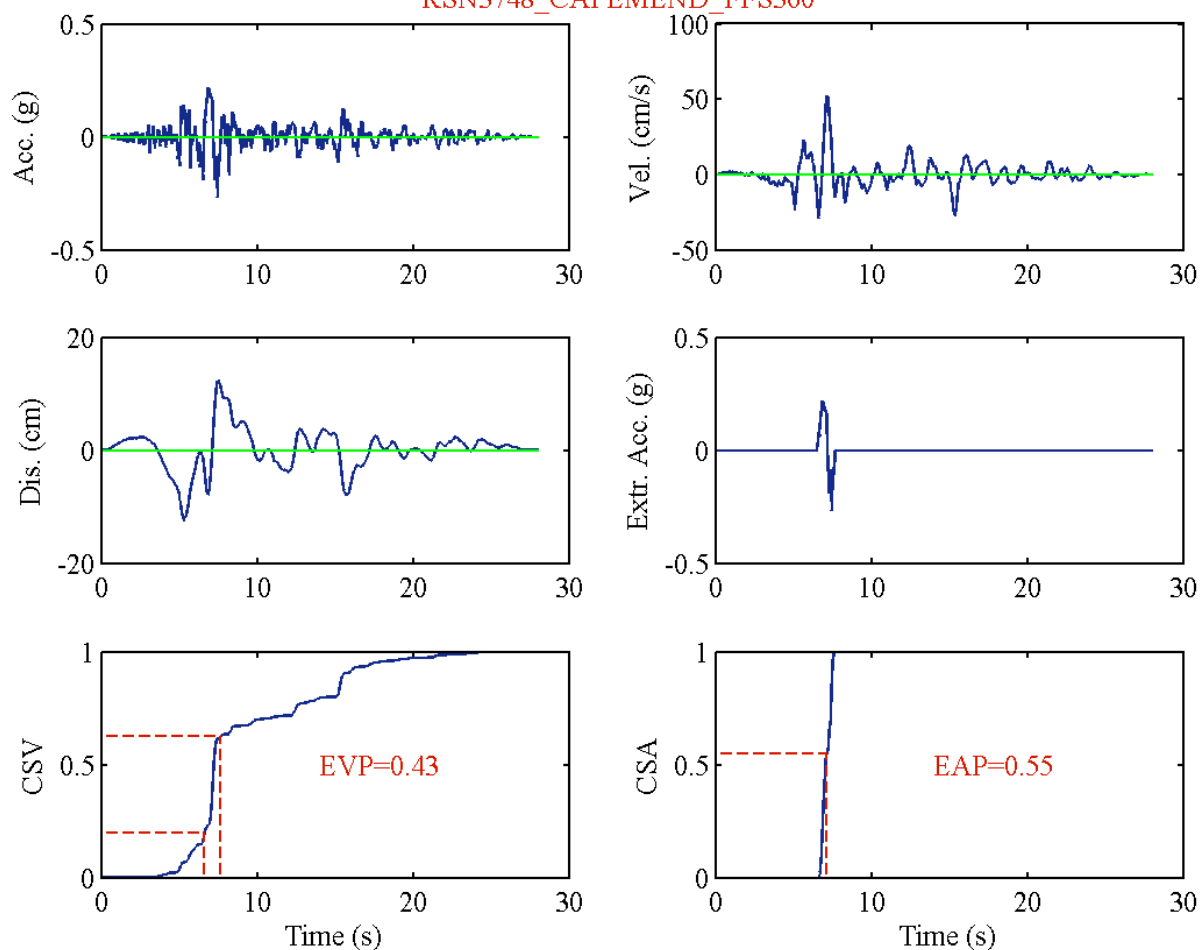 RSN3748_CAPEMEND_FFS360
0.5
0
-0.5
Acc. (g)
0 10 20 30
100
50
0
-50
Vel. (cm/s)
0 10 20 30
20
0
-20
Dis. (cm)
0 10 20 30
0.5
0
-0.5
Extr. Acc. (g)
0 10 20 30
1
0.5
0
CSV
EVP=0.43
0 10 20 30
Time (s)
1
0.5
0
CSA
EAP=0.55
0 10 20 30
Time (s)